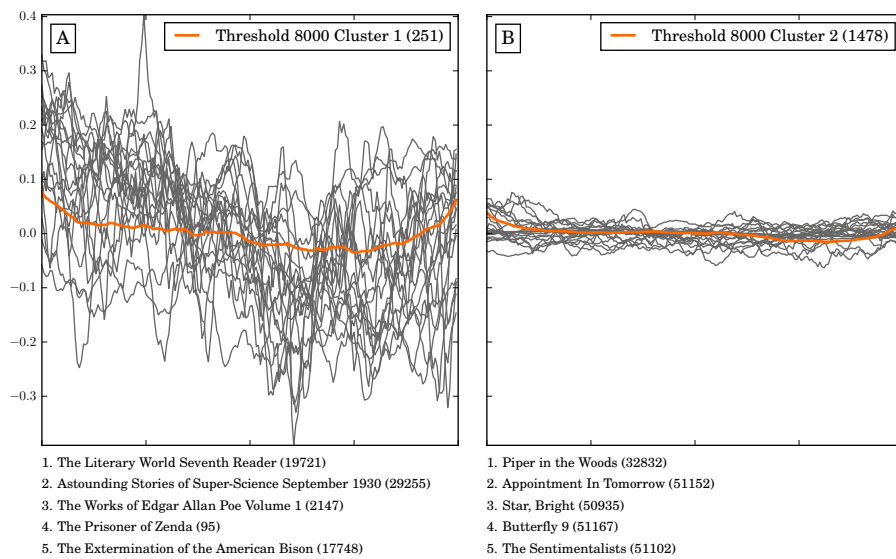 A
Threshold 8000 Cluster 1 (251)
B
Threshold 8000 Cluster 2 (1478)
0.4
0.3
0.2
0.1
0.0
−0.1
−0.2
−0.3
1. The Literary World Seventh Reader (19721)
2. Astounding Stories of Super-Science September 1930 (29255)
3. The Works of Edgar Allan Poe Volume 1 (2147)
4. The Prisoner of Zenda (95)
5. The Extermination of the American Bison (17748)
1. Piper in the Woods (32832)
2. Appointment In Tomorrow (51152)
3. Star, Bright (50935)
4. Butterfly 9 (51167)
5. The Sentimentalists (51102)